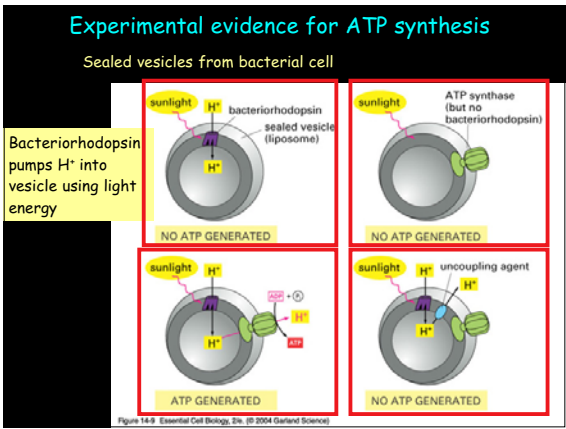 Experimental evidence for ATP synthesis
Sealed vesicles from bacterial cell
Bacteriorhodopsin
pumps H⁺ into
vesicle using light
energy
sunlight
H⁺
bacteriorhodopsin
sealed vesicle
(liposome)
H⁺
NO ATP GENERATED
sunlight
ATP synthase
(but no
bacteriorhodopsin)
NO ATP GENERATED
sunlight
H⁺
ADP + Pi
H⁺
H⁺
ATP
ATP GENERATED
sunlight
H⁺
uncoupling agent
H⁺
H⁺
NO ATP GENERATED
Figure 14-9 Essential Cell Biology, 2/e. (© 2004 Garland Science)